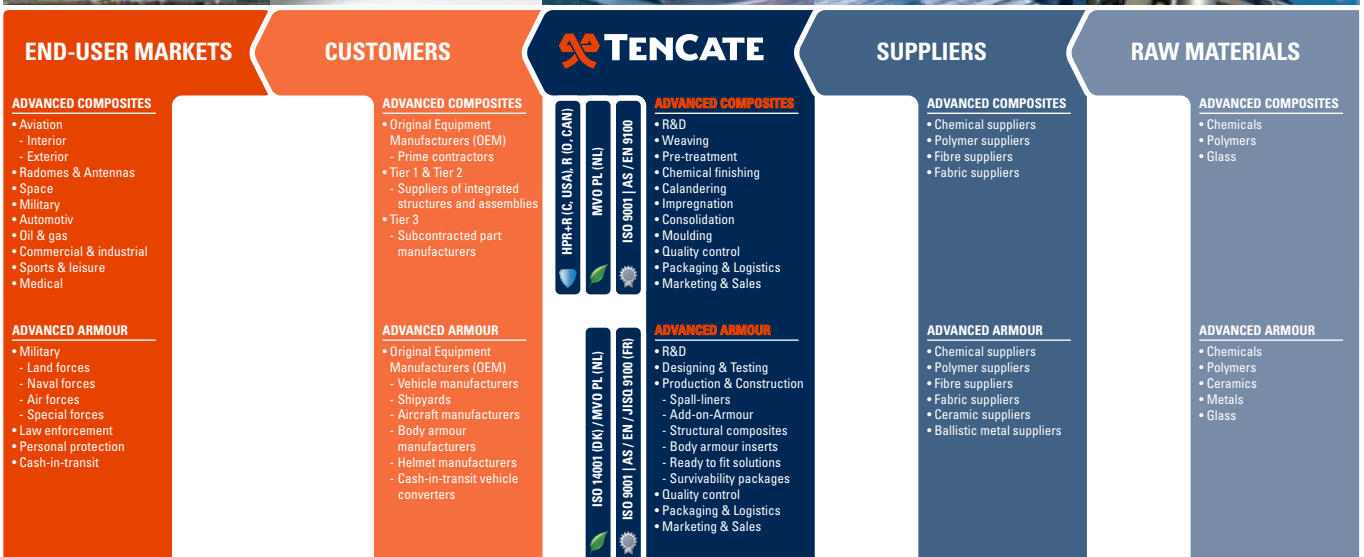 END-USER MARKETS
CUSTOMERS
TENCATE
SUPPLIERS
RAW MATERIALS
ADVANCED COMPOSITES
• Aviation
- Interior
- Exterior
• Radomes & Antennas
• Space
• Military
• Automotiv
• Oil & gas
• Commercial & industrial
• Sports & leisure
• Medical
ADVANCED ARMOUR
• Military
- Land forces
- Naval forces
- Air forces
- Special forces
• Law enforcement
• Personal protection
• Cash-in-transit
ADVANCED COMPOSITES
• Original Equipment
Manufacturers (OEM)
- Prime contractors
• Tier 1 & Tier 2
- Suppliers of integrated
structures and assemblies
• Tier 3
- Subcontracted part
manufacturers
ADVANCED ARMOUR
• Original Equipment
Manufacturers (OEM)
- Vehicle manufacturers
- Shipyards
- Aircraft manufacturers
- Body armour
manufacturers
- Helmet manufacturers
- Cash-in-transit vehicle
converters
HPR+R (C, USA), R (O, CAN)
MVO PL (NL)
ISO 9001 | AS / EN 9100
ADVANCED COMPOSITES
• R&D
• Weaving
• Pre-treatment
• Chemical finishing
• Calandering
• Impregnation
• Consolidation
• Moulding
• Quality control
• Packaging & Logistics
• Marketing & Sales
ISO 14001 (DK) / MVO PL (NL)
ISO 9001 | AS / EN / JISQ 9100 (FR)
ADVANCED ARMOUR
• R&D
• Designing & Testing
• Production & Construction
- Spall-liners
- Add-on-Armour
- Structural composites
- Body armour inserts
- Ready to fit solutions
- Survivability packages
• Quality control
• Packaging & Logistics
• Marketing & Sales
ADVANCED COMPOSITES
• Chemical suppliers
• Polymer suppliers
• Fibre suppliers
• Fabric suppliers
ADVANCED ARMOUR
• Chemical suppliers
• Polymer suppliers
• Fibre suppliers
• Fabric suppliers
• Ceramic suppliers
• Ballistic metal suppliers
ADVANCED COMPOSITES
• Chemicals
• Polymers
• Glass
ADVANCED ARMOUR
• Chemicals
• Polymers
• Ceramics
• Metals
• Glass